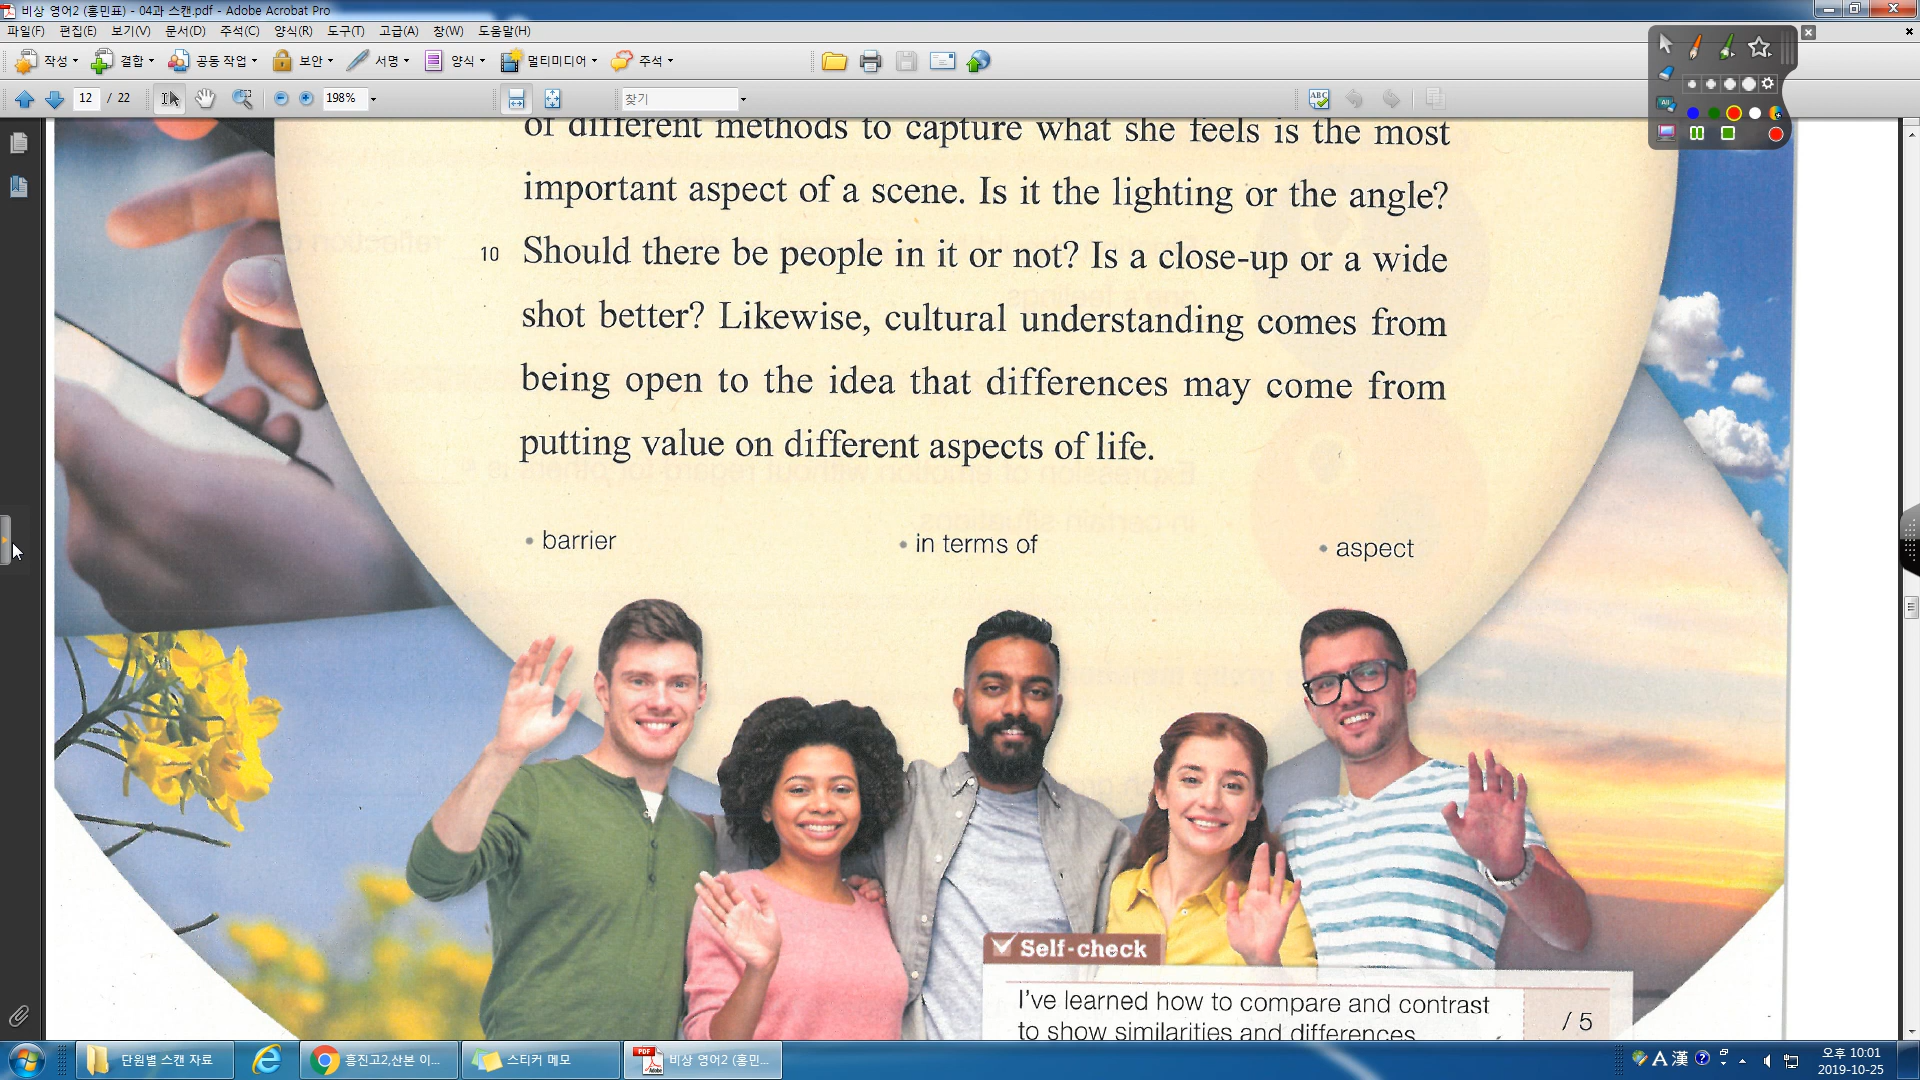 비상 영어2 (홍민표) - 04과 스캔.pdf - Adobe Acrobat Pro
파일(F) 편집(E) 보기(V) 문서(D) 주석(C) 양식(R) 도구(T) 고급(A) 창(W) 도움말(H)
작성 결합 공동 작업 보안 서명 양식 멀티미디어 주석
12 / 22 198% 찾기
of different methods to capture what she feels is the most
important aspect of a scene. Is it the lighting or the angle?
10 Should there be people in it or not? Is a close-up or a wide
shot better? Likewise, cultural understanding comes from
being open to the idea that differences may come from
putting value on different aspects of life.
• barrier • in terms of • aspect
Self-check
I've learned how to compare and contrast
to show similarities and differences
/ 5
단원별 스캔 자료 흥진고2,산본 이... 스티커 메모 비상 영어2 (홍민...
A 漢
오후 10:01
2019-10-25